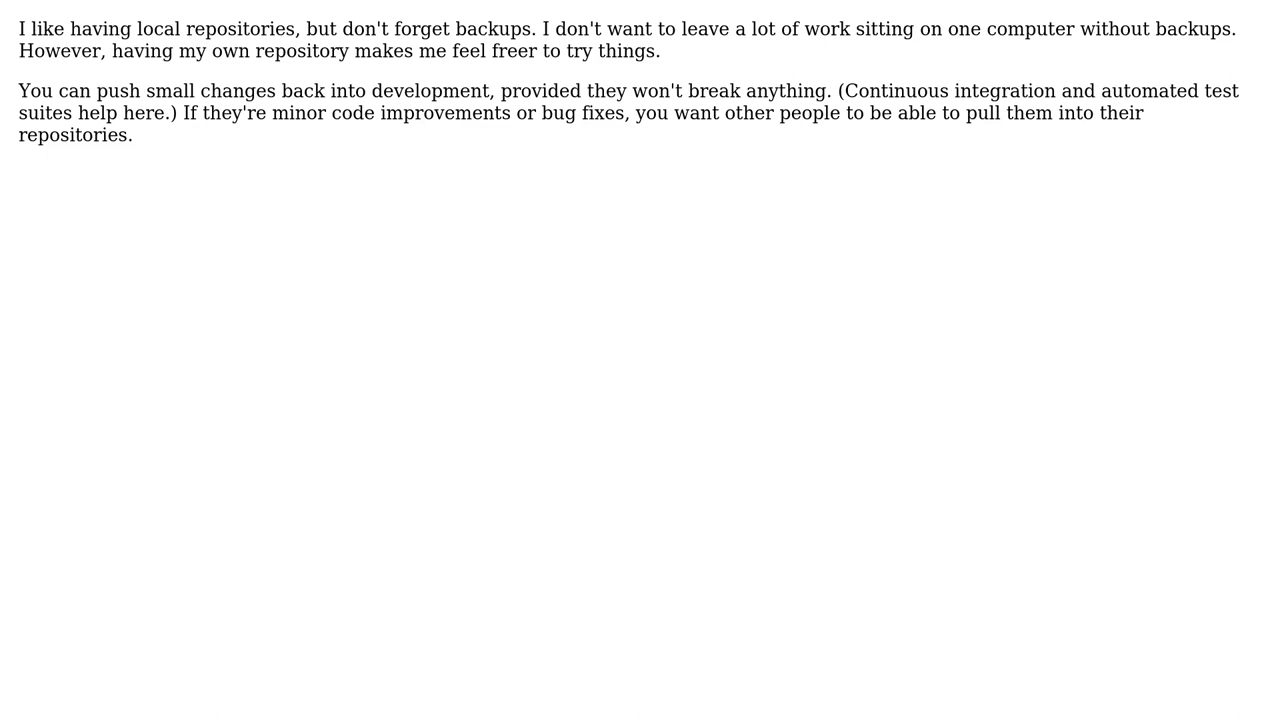 I like having local repositories, but don't forget backups. I don't want to leave a lot of work sitting on one computer without backups.
However, having my own repository makes me feel freer to try things.
You can push small changes back into development, provided they won't break anything. (Continuous integration and automated test
suites help here.) If they're minor code improvements or bug fixes, you want other people to be able to pull them into their
repositories.